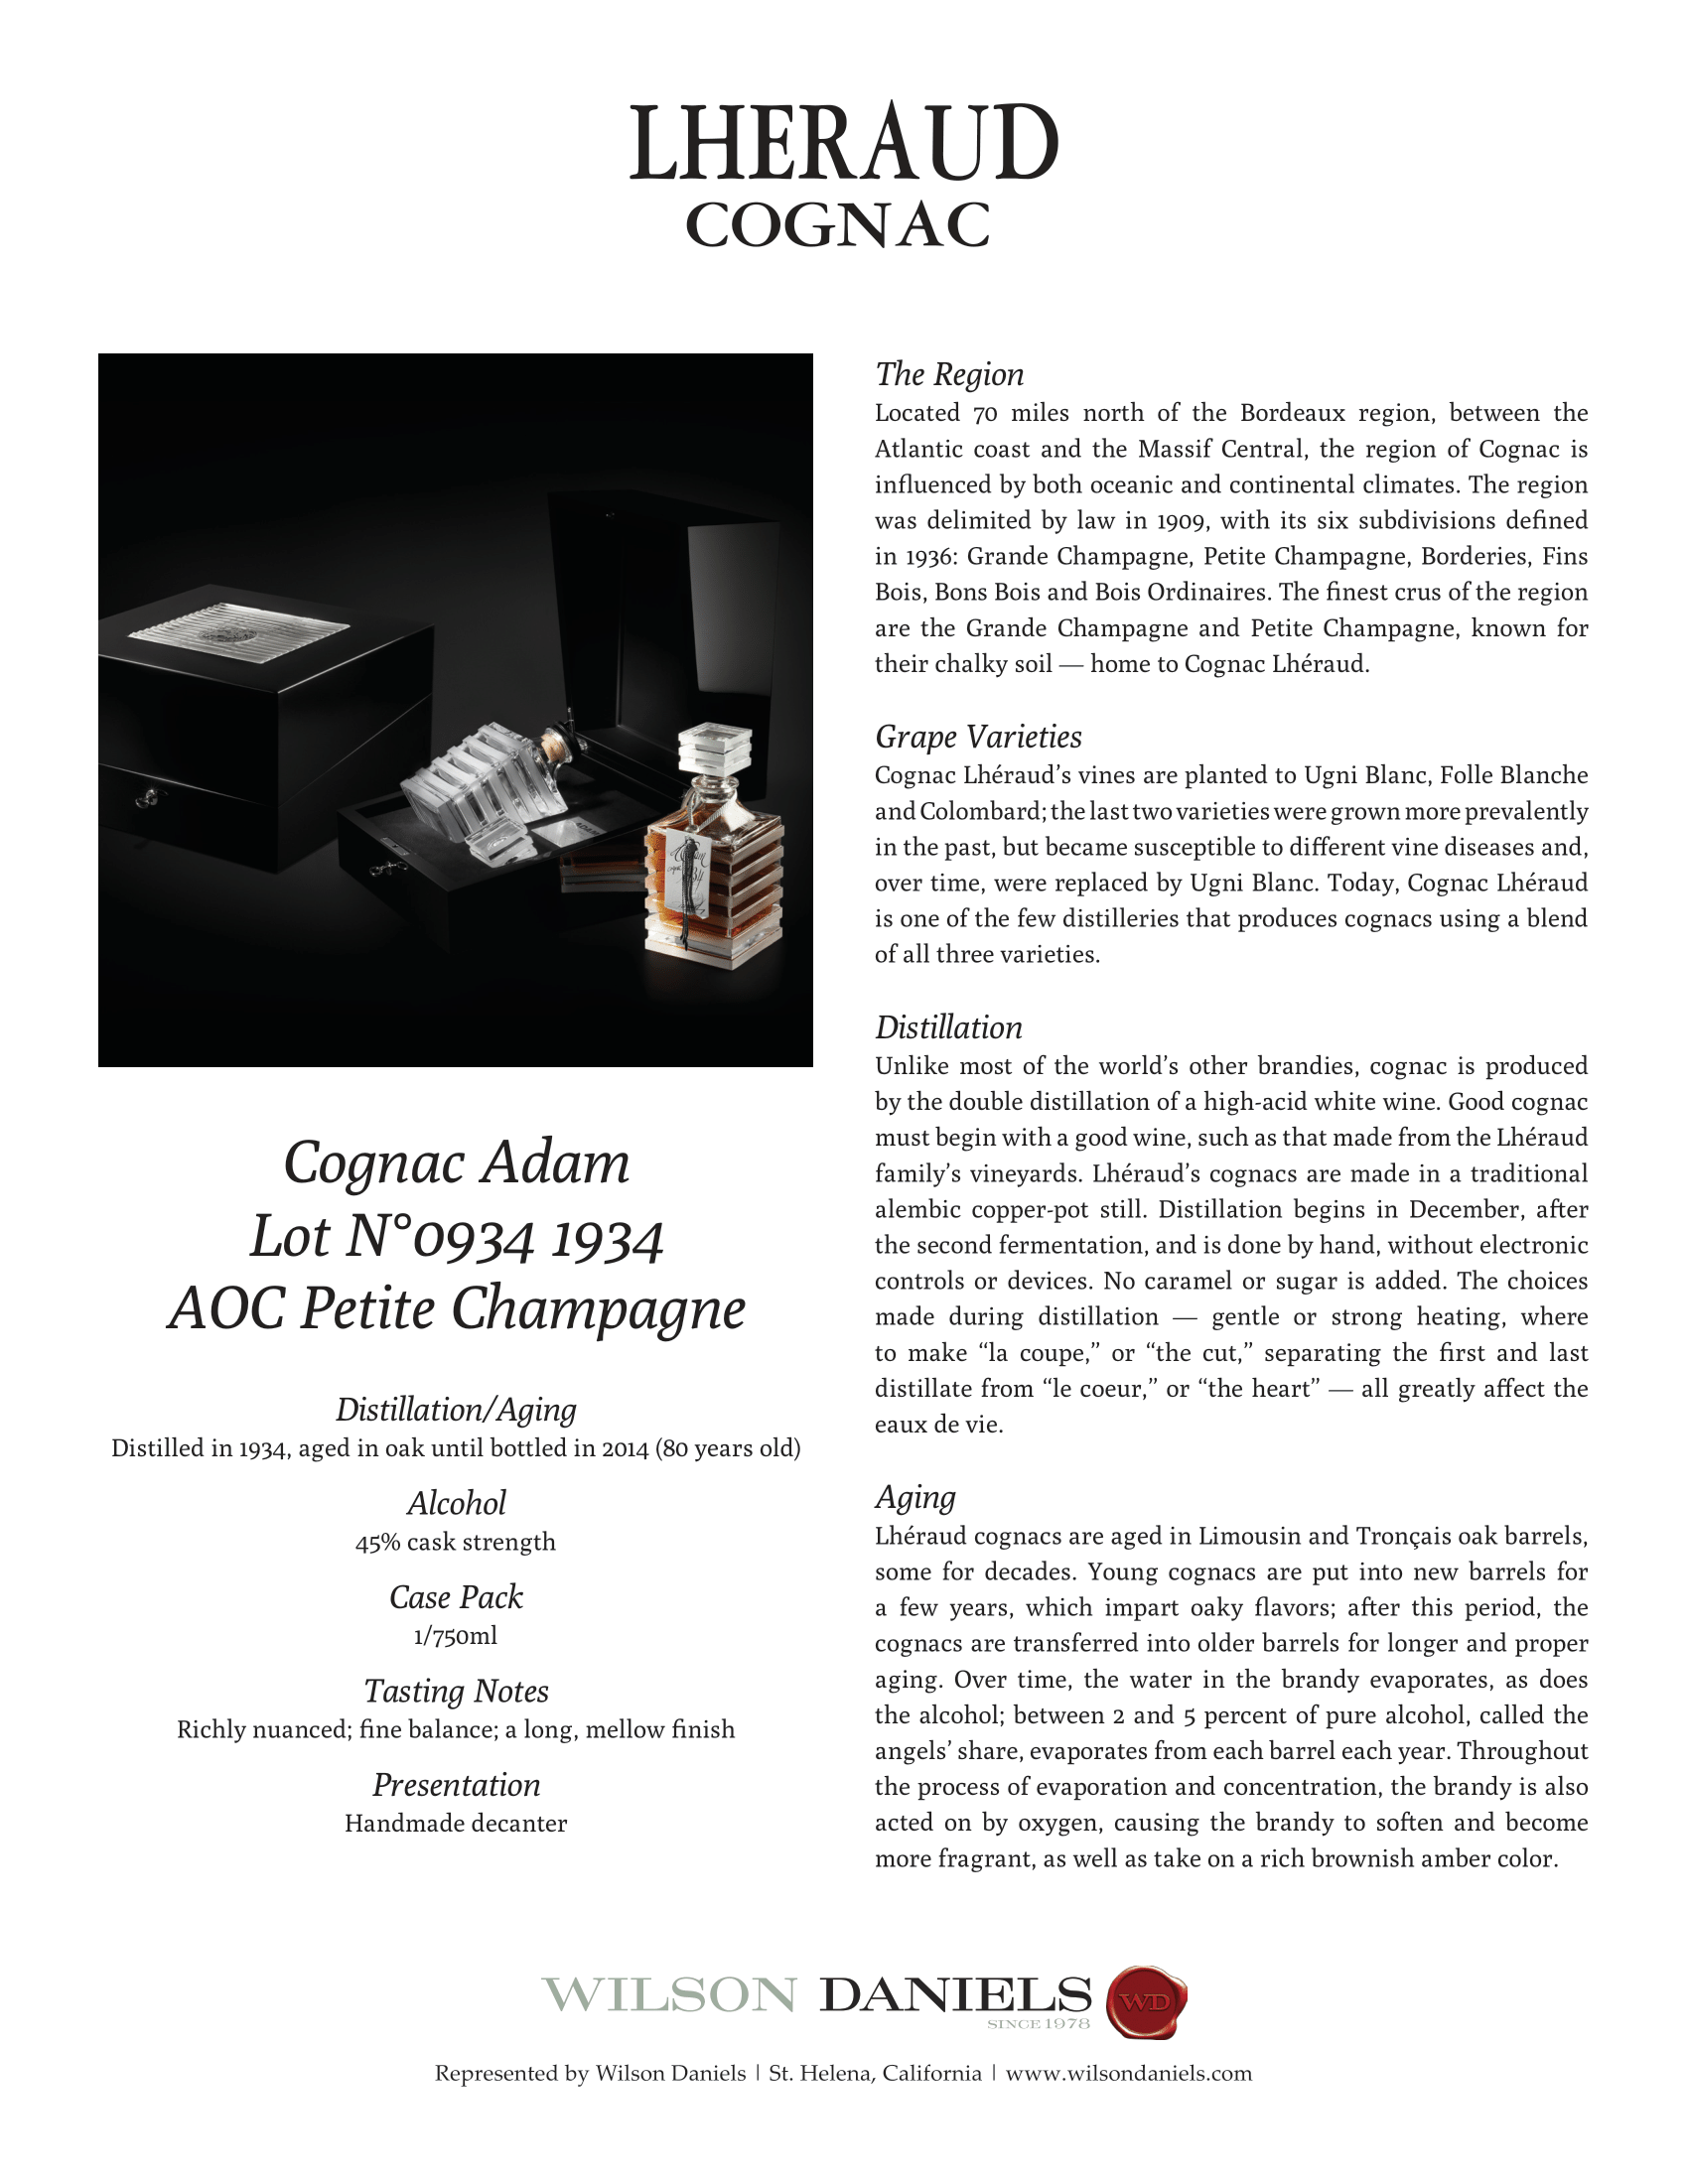 LHERAUD
COGNAC
Cognac Adam
Lot N°0934 1934
AOC Petite Champagne
Distillation/Aging
Distilled in 1934, aged in oak until bottled in 2014 (80 years old)
Alcohol
45% cask strength
Case Pack
1/750ml
Tasting Notes
Richly nuanced; fine balance; a long, mellow finish
Presentation
Handmade decanter
The Region
Located 70 miles north of the Bordeaux region, between the
Atlantic coast and the Massif Central, the region of Cognac is
influenced by both oceanic and continental climates. The region
was delimited by law in 1909, with its six subdivisions defined
in 1936: Grande Champagne, Petite Champagne, Borderies, Fins
Bois, Bons Bois and Bois Ordinaires. The finest crus of the region
are the Grande Champagne and Petite Champagne, known for
their chalky soil — home to Cognac Lhéraud.
Grape Varieties
Cognac Lhéraud’s vines are planted to Ugni Blanc, Folle Blanche
and Colombard; the last two varieties were grown more prevalently
in the past, but became susceptible to different vine diseases and,
over time, were replaced by Ugni Blanc. Today, Cognac Lhéraud
is one of the few distilleries that produces cognacs using a blend
of all three varieties.
Distillation
Unlike most of the world’s other brandies, cognac is produced
by the double distillation of a high-acid white wine. Good cognac
must begin with a good wine, such as that made from the Lhéraud
family’s vineyards. Lhéraud’s cognacs are made in a traditional
alembic copper-pot still. Distillation begins in December, after
the second fermentation, and is done by hand, without electronic
controls or devices. No caramel or sugar is added. The choices
made during distillation — gentle or strong heating, where
to make “la coupe,” or “the cut,” separating the first and last
distillate from “le coeur,” or “the heart” — all greatly affect the
eaux de vie.
Aging
Lhéraud cognacs are aged in Limousin and Tronçais oak barrels,
some for decades. Young cognacs are put into new barrels for
a few years, which impart oaky flavors; after this period, the
cognacs are transferred into older barrels for longer and proper
aging. Over time, the water in the brandy evaporates, as does
the alcohol; between 2 and 5 percent of pure alcohol, called the
angels’ share, evaporates from each barrel each year. Throughout
the process of evaporation and concentration, the brandy is also
acted on by oxygen, causing the brandy to soften and become
more fragrant, as well as take on a rich brownish amber color.
WILSON DANIELS
SINCE 1978
WD
Represented by Wilson Daniels | St. Helena, California | www.wilsondaniels.com